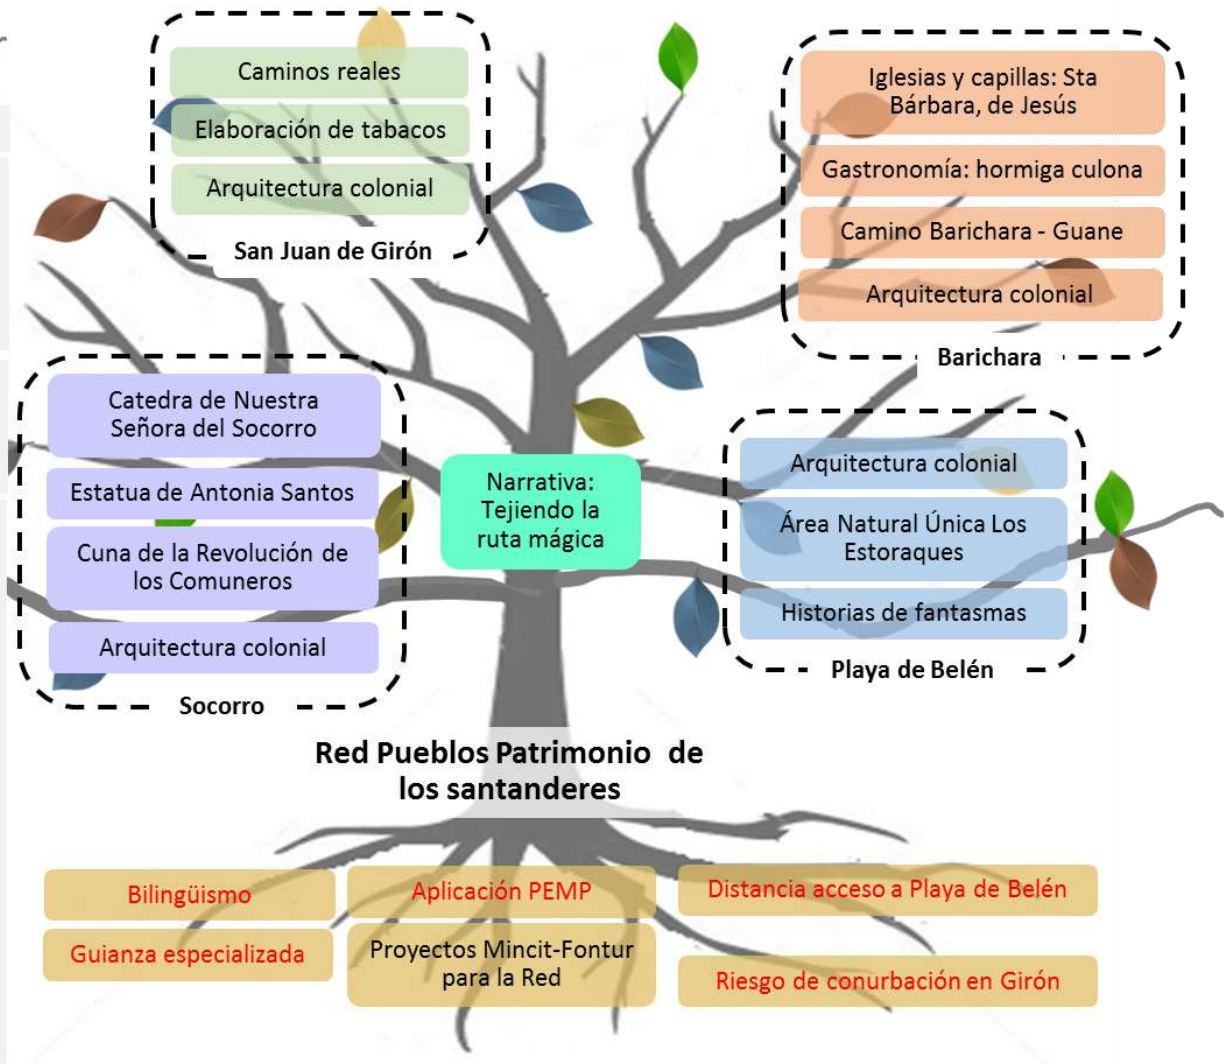 Caminos reales
Elaboración de tabacos
Arquitectura colonial
San Juan de Girón
Iglesias y capillas: Sta
Bárbara, de Jesús
Gastronomía: hormiga culona
Camino Barichara - Guane
Arquitectura colonial
Barichara
Catedra de Nuestra
Señora del Socorro
Estatua de Antonia Santos
Cuna de la Revolución de
los Comuneros
Arquitectura colonial
Socorro
Narrativa:
Tejiendo la
ruta mágica
Arquitectura colonial
Área Natural Única Los
Estoraques
Historias de fantasmas
Playa de Belén
Red Pueblos Patrimonio de
los santanderes
Bilingüismo
Aplicación PEMP
Distancia acceso a Playa de Belén
Guianza especializada
Proyectos Mincit-Fontur
para la Red
Riesgo de conurbación en Girón